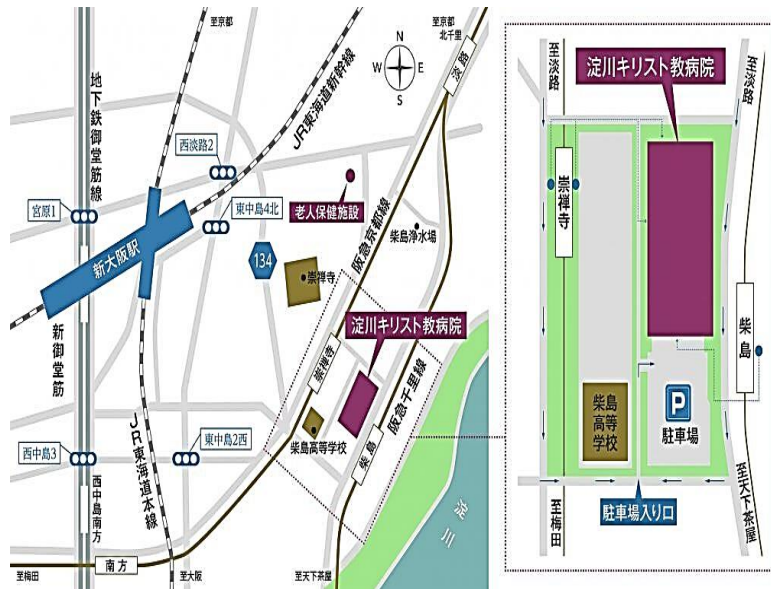 至京都
至京都
北千里
淡路
N
W
E
S
地下鉄御堂筋線
JR東海道新幹線
西淡路2
宮原1
東中島4北
老人保健施設
阪急京都線
柴島浄水場
新大阪駅
134
崇禅寺
淀川キリスト教病院
新御堂筋
崇禅寺
阪急千里線
柴島高等学校
柴島
西中島3
東中島2西
JR東海道本線
西中島南方
淀川
南方
至梅田
至大阪
至天下茶屋
至淡路
淀川キリスト教病院
至淡路
崇禅寺
柴島
柴島
高等
学校
P
駐車場
至梅田
駐車場入り口
至天下茶屋